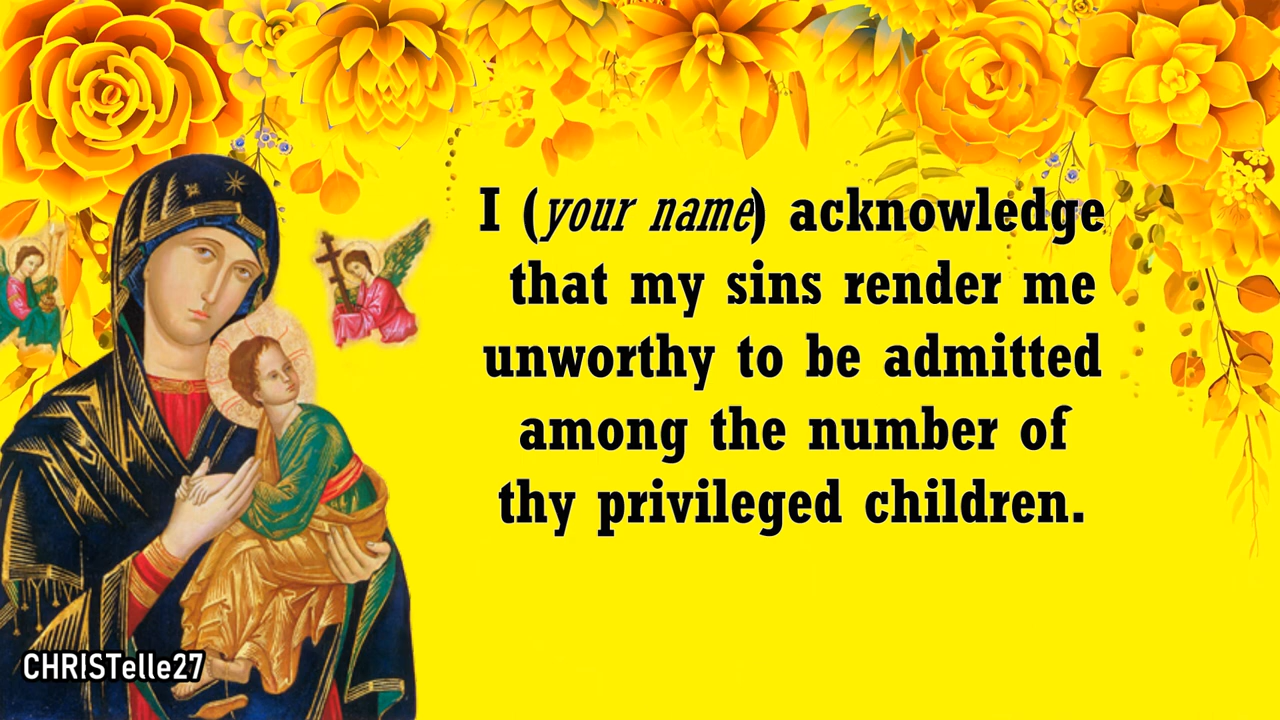 I (your name) acknowledge
that my sins render me
unworthy to be admitted
among the number of
thy privileged children.
CHRISTelle27